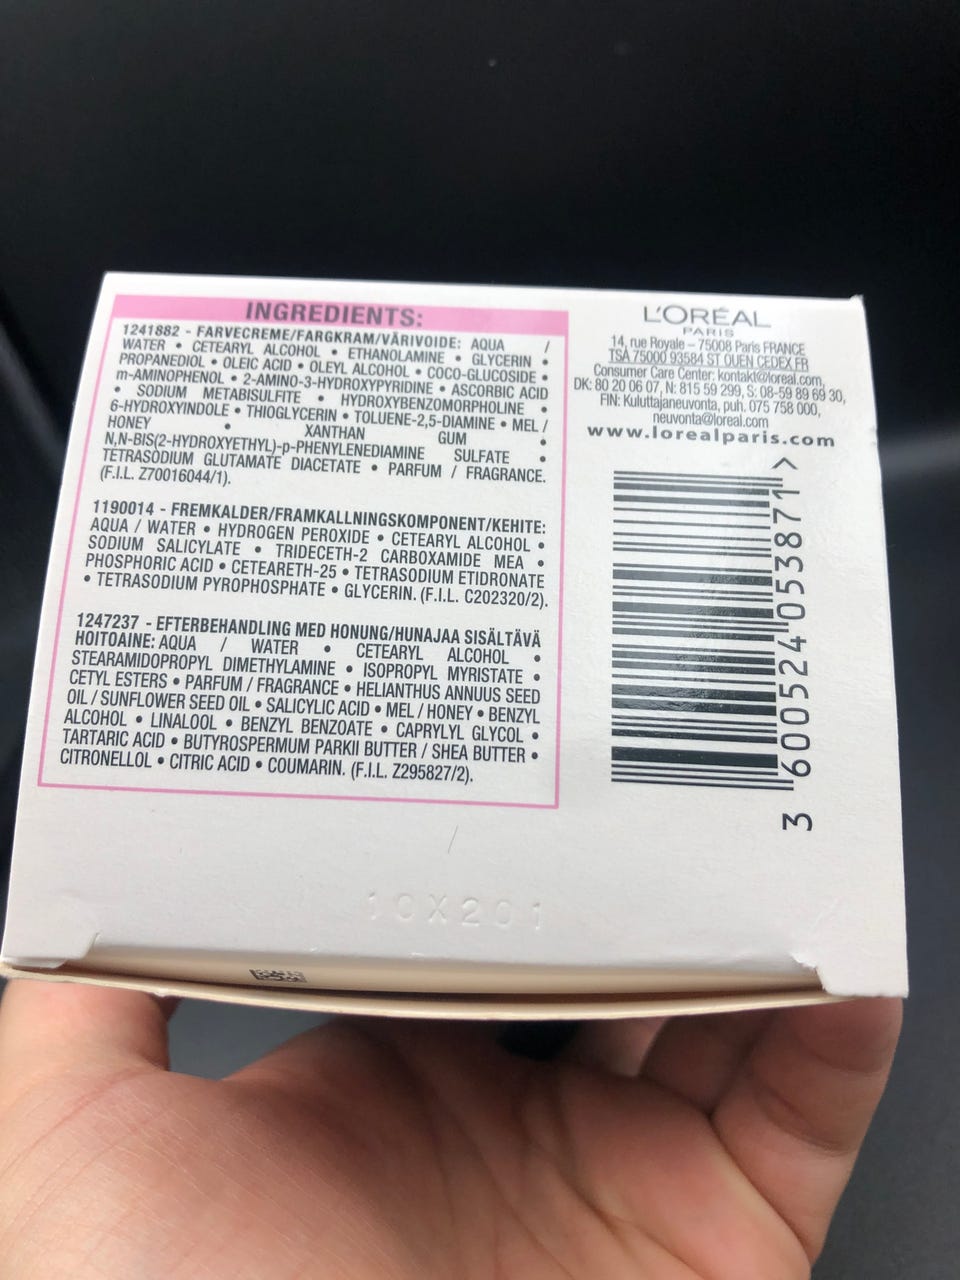 INGREDIENTS:
1241882 - FARVECREME/FARGKRAM/VÄRIVOIDE: AQUA /
WATER • CETEARYL ALCOHOL • ETHANOLAMINE • GLYCERIN •
PROPANEDIOL • OLEIC ACID • OLEYL ALCOHOL • COCO-GLUCOSIDE •
m-AMINOPHENOL • 2-AMINO-3-HYDROXYPYRIDINE • ASCORBIC ACID
• SODIUM METABISULFITE • HYDROXYBENZOMORPHOLINE •
6-HYDROXYINDOLE • THIOGLYCERIN • TOLUENE-2,5-DIAMINE • MEL /
HONEY • XANTHAN GUM •
N,N-BIS(2-HYDROXYETHYL)-p-PHENYLENEDIAMINE SULFATE •
TETRASODIUM GLUTAMATE DIACETATE • PARFUM / FRAGRANCE.
(F.I.L. Z70016044/1).
1190014 - FREMKALDER/FRAMKALLNINGSKOMPONENT/KEHITE:
AQUA / WATER • HYDROGEN PEROXIDE • CETEARYL ALCOHOL •
SODIUM SALICYLATE • TRIDECETH-2 CARBOXAMIDE MEA •
PHOSPHORIC ACID • CETEARETH-25 • TETRASODIUM ETIDRONATE
• TETRASODIUM PYROPHOSPHATE • GLYCERIN. (F.I.L. C202320/2).
1247237 - EFTERBEHANDLING MED HONUNG/HUNAJAA SISÄLTÄVÄ
HOITOAINE: AQUA / WATER • CETEARYL ALCOHOL •
STEARAMIDOPROPYL DIMETHYLAMINE • ISOPROPYL MYRISTATE •
CETYL ESTERS • PARFUM / FRAGRANCE • HELIANTHUS ANNUUS SEED
OIL / SUNFLOWER SEED OIL • SALICYLIC ACID • MEL / HONEY • BENZYL
ALCOHOL • LINALOOL • BENZYL BENZOATE • CAPRYLYL GLYCOL •
TARTARIC ACID • BUTYROSPERMUM PARKII BUTTER / SHEA BUTTER •
CITRONELLOL • CITRIC ACID • COUMARIN. (F.I.L. Z295827/2).
L'ORÉAL
PARIS
14, rue Royale – 75008 Paris FRANCE
TSA 75000 93584 ST OUEN CEDEX FR
Consumer Care Center: kontakt@loreal.com,
DK: 80 20 06 07, N: 815 59 299, S: 08-59 89 69 30,
FIN: Kuluttajaneuvonta, puh. 075 758 000,
neuvonta@loreal.com
www.lorealparis.com
3 600524 053871 >
10X201